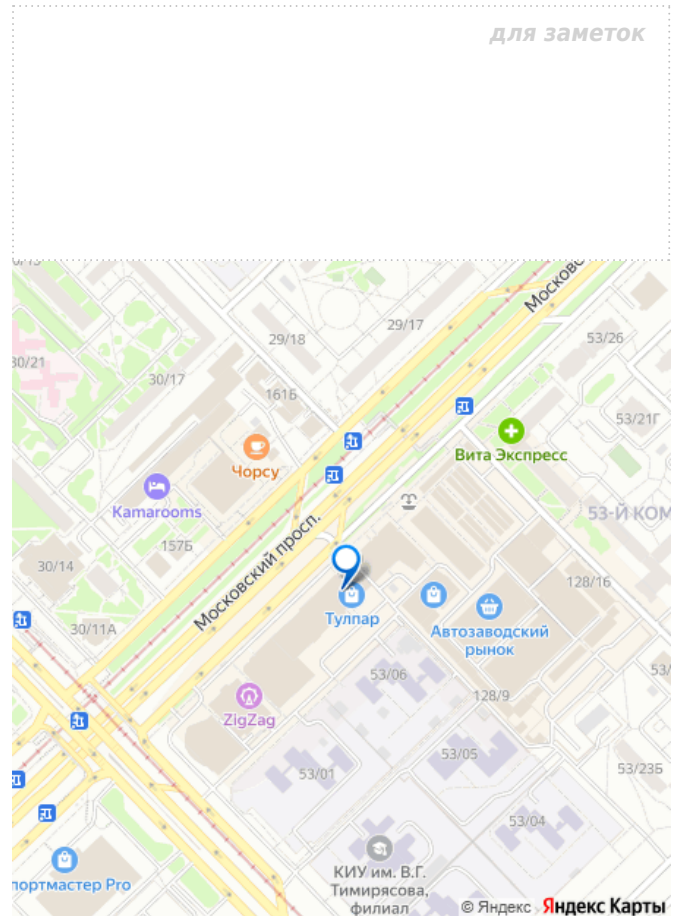 для заметок
Московс
29/17
29/18
53/26
30/21
30/17
161Б
53/21Г
Чорсу
Вита Экспресс
Kamarooms
53-Й КОМ
157Б
Московский просп.
30/14
128/16
Тулпар
Автозаводский
рынок
30/11А
53/06
53/
128/9
ZigZag
53/05
53/01
53/23Б
53/04
КИУ им. В.Г.
Тимирясова,
филиал
портмастер Pro
© Яндекс Яндекс Карты